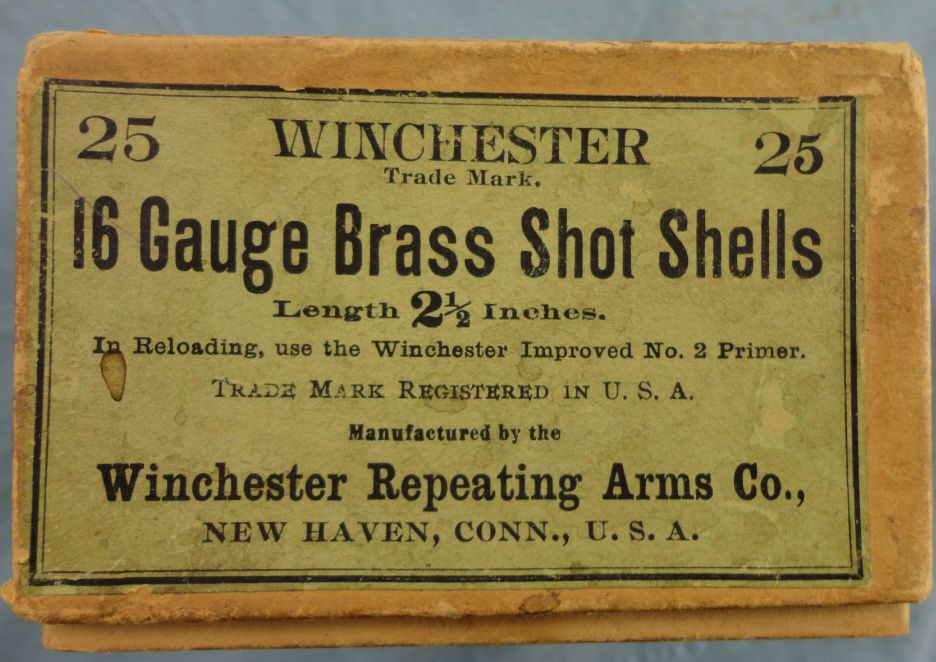 25 WINCHESTER 25
Trade Mark.
16 Gauge Brass Shot Shells
Length 2½ Inches.
In Reloading, use the Winchester Improved No. 2 Primer.
TRADE MARK REGISTERED IN U. S. A.
Manufactured by the
Winchester Repeating Arms Co.,
NEW HAVEN, CONN., U. S. A.